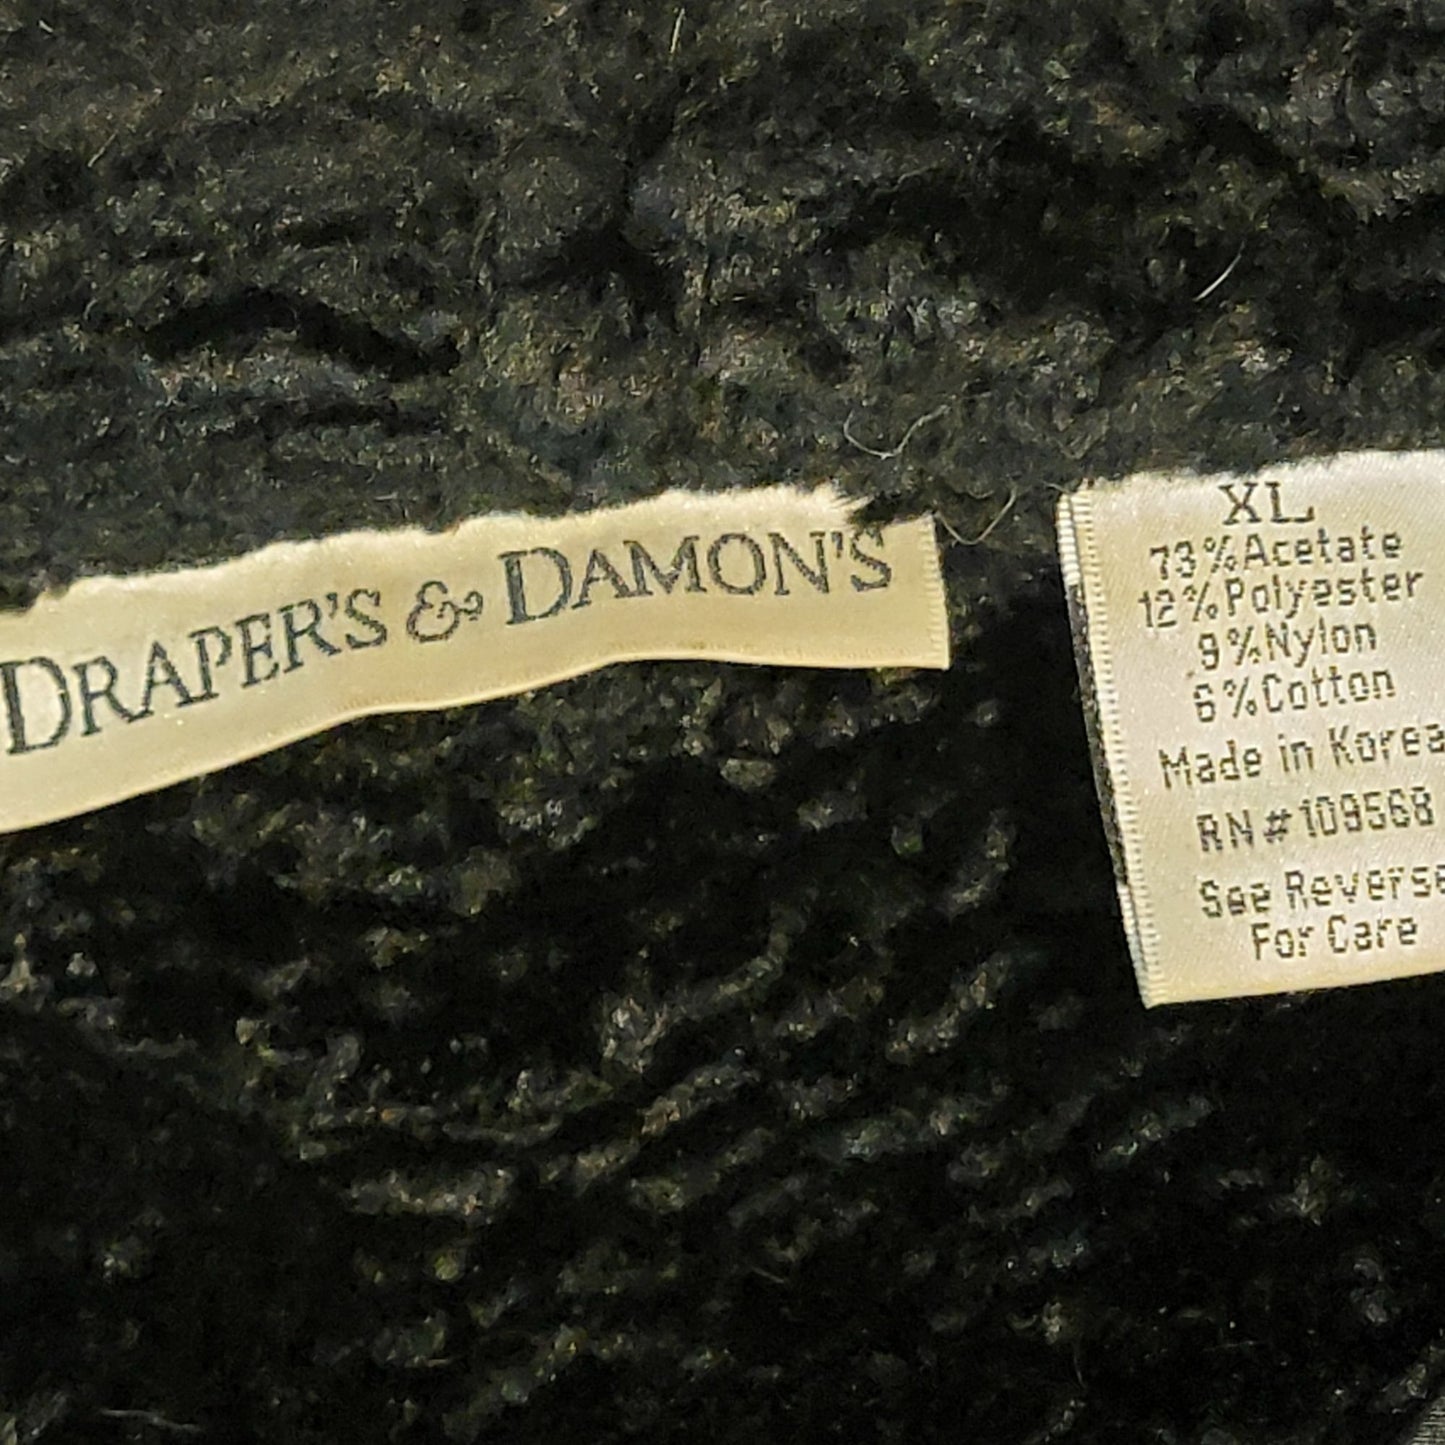 DRAPER'S & DAMON'S
XL
73%Acetate
12%Polyester
9%Nylon
6%Cotton
Made in Korea
RN#109568
See Reverse
For Care